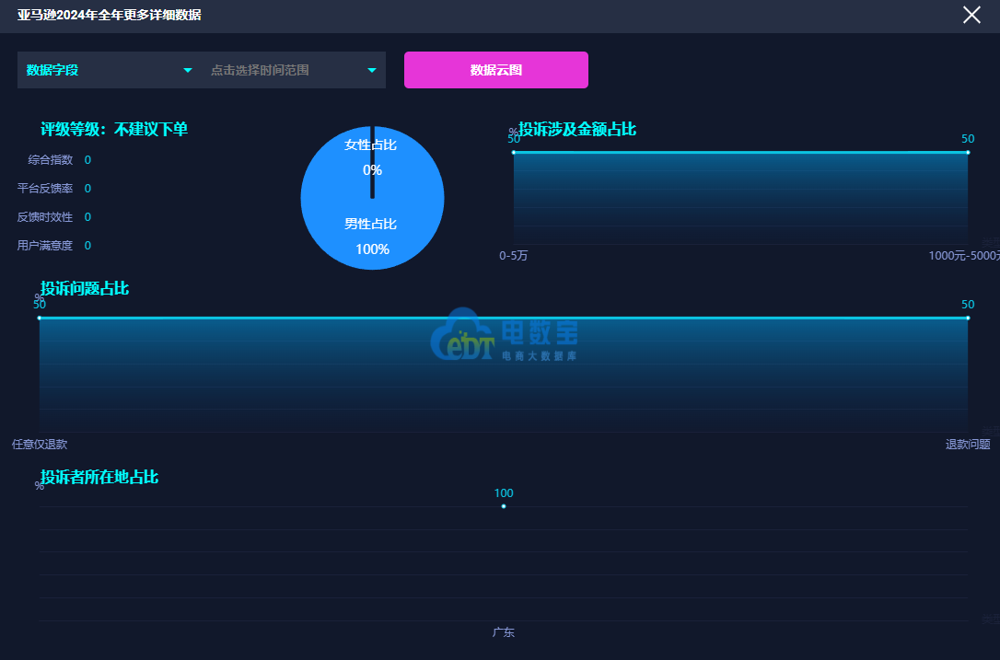 亚马逊2024年全年更多详细数据
数据字段
点击选择时间范围
数据云图
评级等级：不建议下单
综合指数 0
平台反馈率 0
反馈时效性 0
用户满意度 0
女性占比
0%
男性占比
100%
投诉涉及金额占比
%
50
50
0-5万
1000元-5000元
投诉问题占比
%
50
50
电数宝
eDT
电商大数据库
任意仅退款
退款问题
投诉者所在地占比
%
100
广东